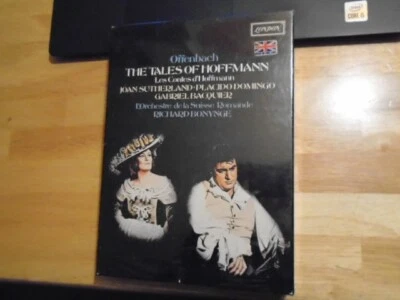 LONDON
Offenbach
THE TALES OF HOFFMANN
Les Contes d'Hoffmann
JOAN SUTHERLAND·PLACIDO DOMINGO
GABRIEL BACQUIER
l'Orchestre de la Suisse Romande
RICHARD BONYNGE